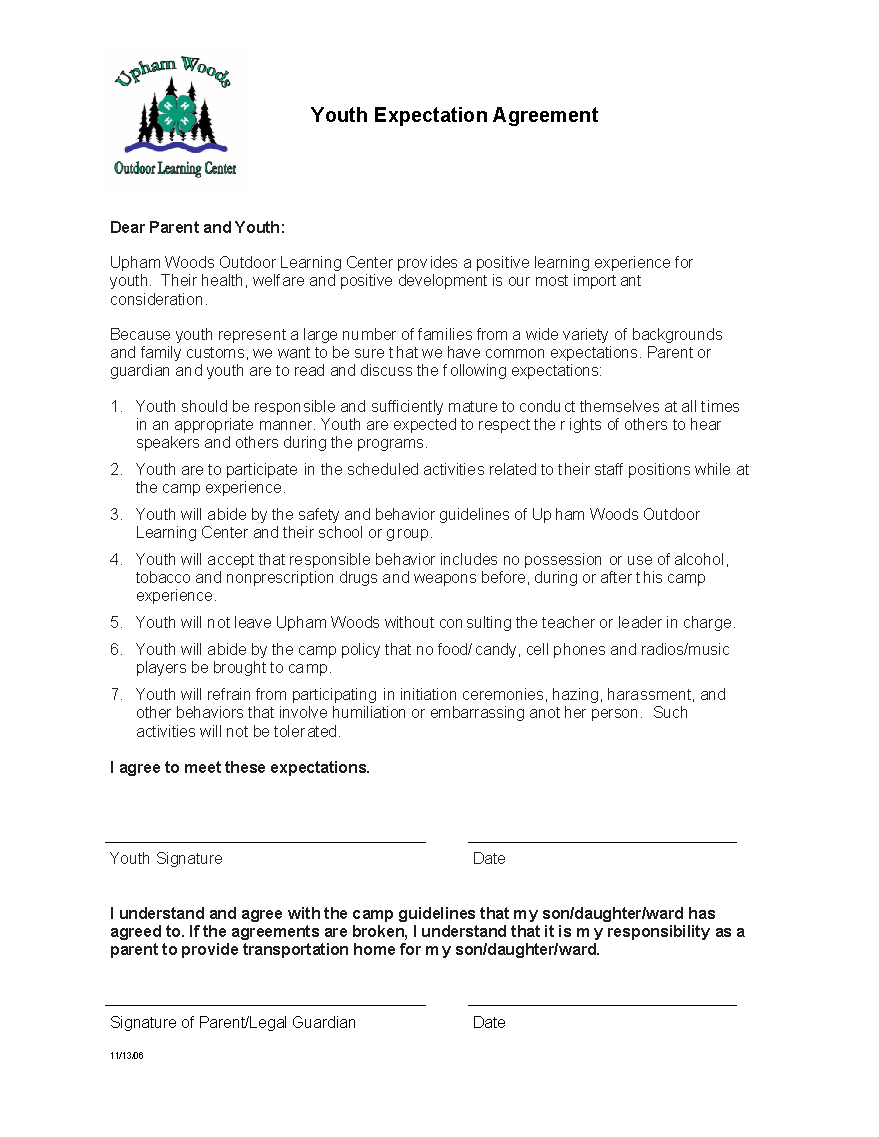 Upham Woods
Outdoor Learning Center
Youth Expectation Agreement
Dear Parent and Youth:
Upham Woods Outdoor Learning Center provides a positive learning experience for
youth.  Their health, welfare and positive development is our most important
consideration.
Because youth represent a large number of families from a wide variety of backgrounds
and family customs, we want to be sure that we have common expectations. Parent or
guardian and youth are to read and discuss the following expectations:
1. Youth should be responsible and sufficiently mature to conduct themselves at all times
in an appropriate manner. Youth are expected to respect the rights of others to hear
speakers and others during the programs.
2. Youth are to participate in the scheduled activities related to their staff positions while at
the camp experience.
3. Youth will abide by the safety and behavior guidelines of Upham Woods Outdoor
Learning Center and their school or group.
4. Youth will accept that responsible behavior includes no possession or use of alcohol,
tobacco and nonprescription drugs and weapons before, during or after this camp
experience.
5. Youth will not leave Upham Woods without consulting the teacher or leader in charge.
6. Youth will abide by the camp policy that no food/candy, cell phones and radios/music
players be brought to camp.
7. Youth will refrain from participating in initiation ceremonies, hazing, harassment, and
other behaviors that involve humiliation or embarrassing another person.  Such
activities will not be tolerated.
I agree to meet these expectations.
Youth Signature Date
I understand and agree with the camp guidelines that my son/daughter/ward has
agreed to. If the agreements are broken, I understand that it is my responsibility as a
parent to provide transportation home for my son/daughter/ward.
Signature of Parent/Legal Guardian Date
11/13/06